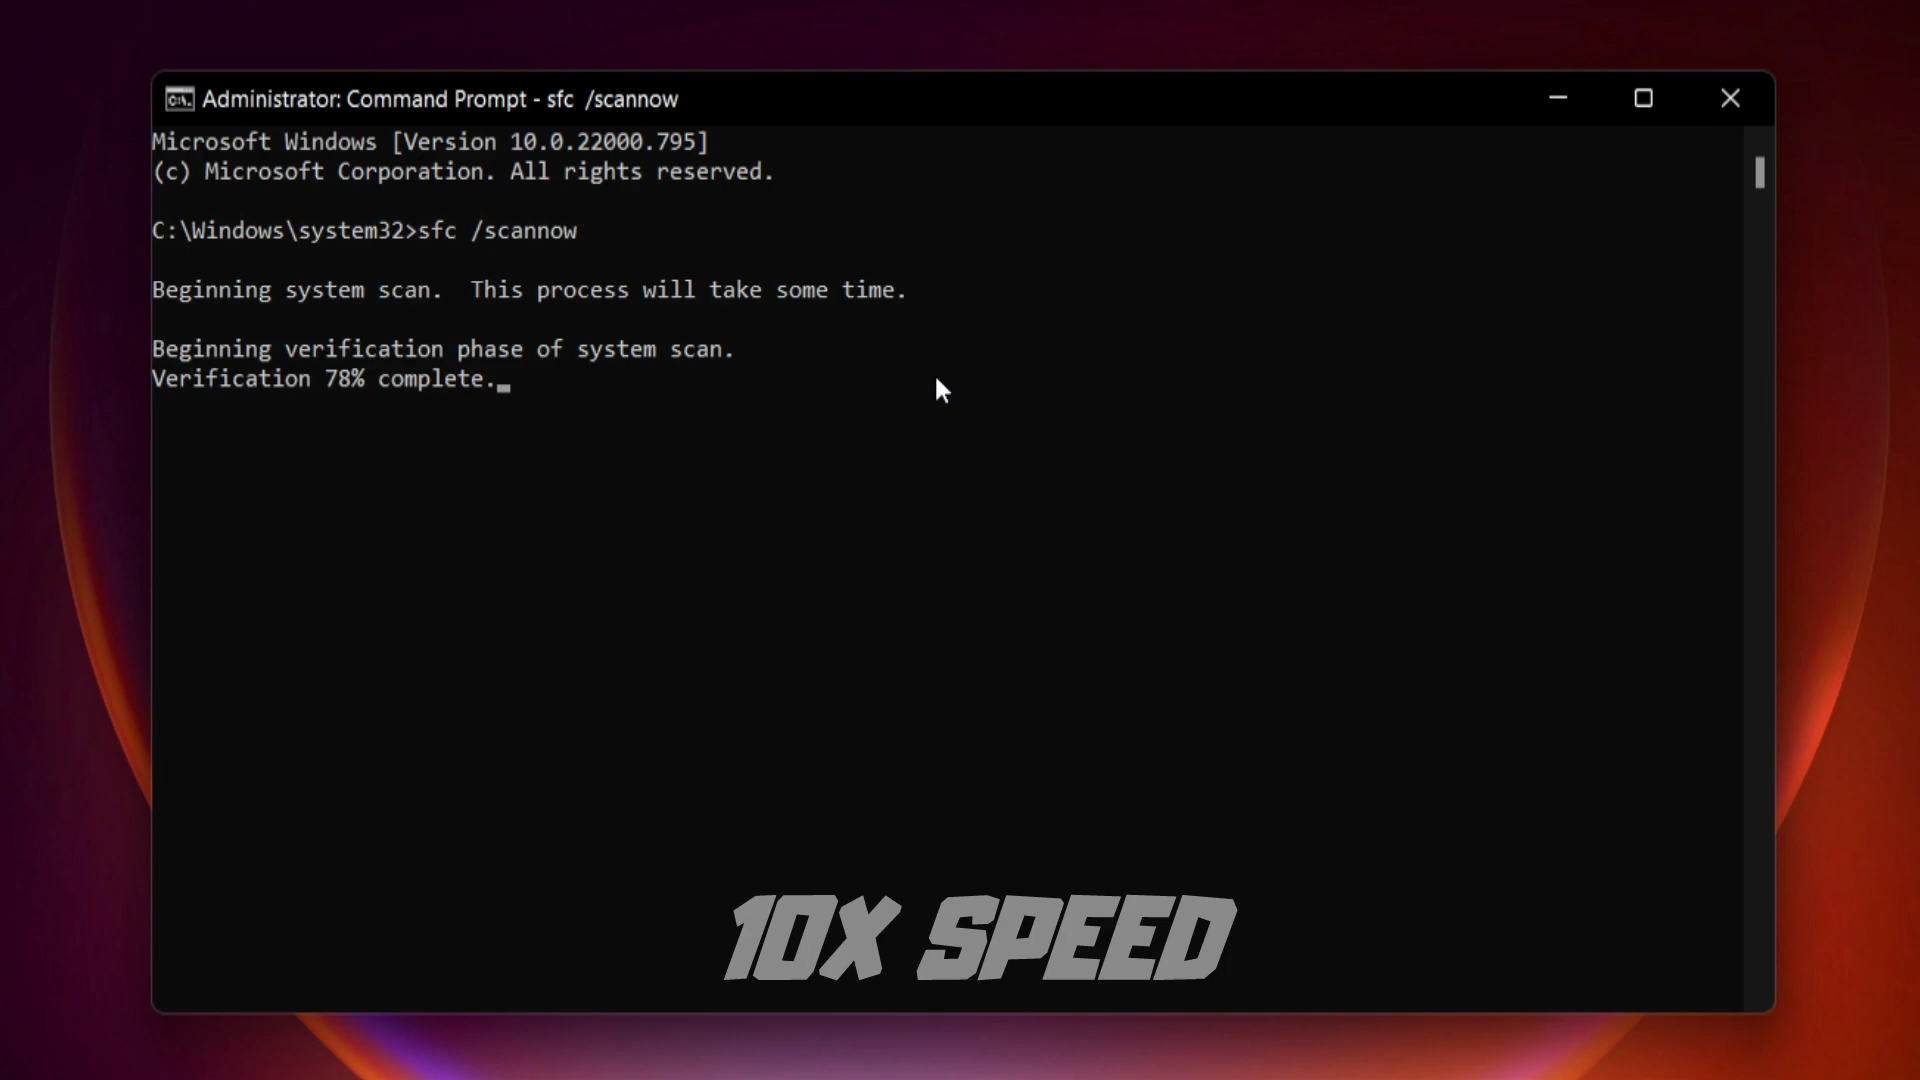 Administrator: Command Prompt - sfc  /scannow
Microsoft Windows [Version 10.0.22000.795]
(c) Microsoft Corporation. All rights reserved.
C:\Windows\system32>sfc /scannow
Beginning system scan.  This process will take some time.
Beginning verification phase of system scan.
Verification 78% complete.
10X SPEED